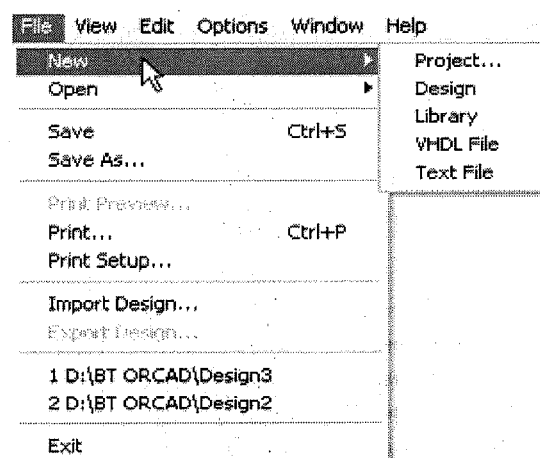 File View Edit Options Window Help
New
Open
Save Ctrl+S
Save As...
Print Preview...
Print... Ctrl+P
Print Setup...
Import Design...
Export Design...
1 D:\BT ORCAD\Design3
2 D:\BT ORCAD\Design2
Exit
Project...
Design
Library
VHDL File
Text File